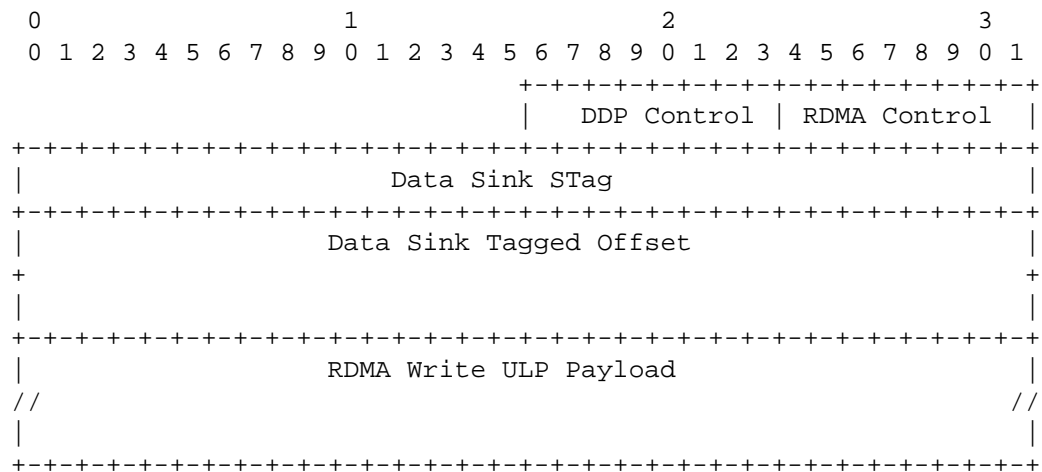 0                   1                   2                   3
 0 1 2 3 4 5 6 7 8 9 0 1 2 3 4 5 6 7 8 9 0 1 2 3 4 5 6 7 8 9 0 1
                                +-+-+-+-+-+-+-+-+-+-+-+-+-+-+-+-+
                                |   DDP Control | RDMA Control  |
+-+-+-+-+-+-+-+-+-+-+-+-+-+-+-+-+-+-+-+-+-+-+-+-+-+-+-+-+-+-+-+-+
|                       Data Sink STag                          |
+-+-+-+-+-+-+-+-+-+-+-+-+-+-+-+-+-+-+-+-+-+-+-+-+-+-+-+-+-+-+-+-+
|                   Data Sink Tagged Offset                     |
+                                                               +
|                                                               |
+-+-+-+-+-+-+-+-+-+-+-+-+-+-+-+-+-+-+-+-+-+-+-+-+-+-+-+-+-+-+-+-+
|                   RDMA Write ULP Payload                      |
//                                                             //
|                                                               |
+-+-+-+-+-+-+-+-+-+-+-+-+-+-+-+-+-+-+-+-+-+-+-+-+-+-+-+-+-+-+-+-+